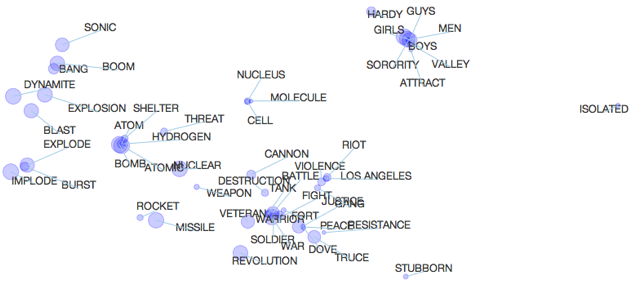 HARDY GUYS
SONIC
GIRLS MEN
BOYS
BANG BOOM
SORORITY VALLEY
NUCLEUS
ATTRACT
DYNAMITE
MOLECULE
EXPLOSION SHELTER
ISOLATED
THREAT
CELL
ATOM
BLAST
HYDROGEN
EXPLODE
RIOT
CANNON
BOMB ATOMIC NUCLEAR
VIOLENCE
BATTLE LOS ANGELES
IMPLODE BURST
DESTRUCTION
TANK
WEAPON
FIGHT
JUSTICE
GANG
ROCKET
VETERAN WARRIOR FORT
MISSILE
PEACE RESISTANCE
SOLDIER
WAR DOVE
REVOLUTION
TRUCE
STUBBORN